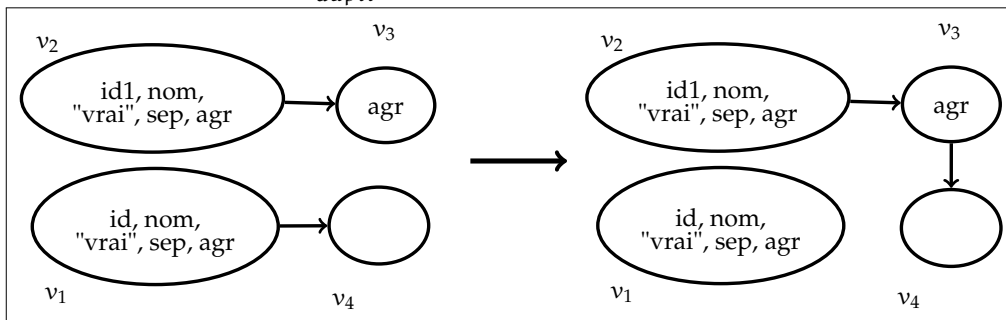 v2
v3
id1, nom,
"vrai", sep, agr
agr
id, nom,
"vrai", sep, agr
v1
v4
v2
v3
id1, nom,
"vrai", sep, agr
agr
id, nom,
"vrai", sep, agr
v1
v4